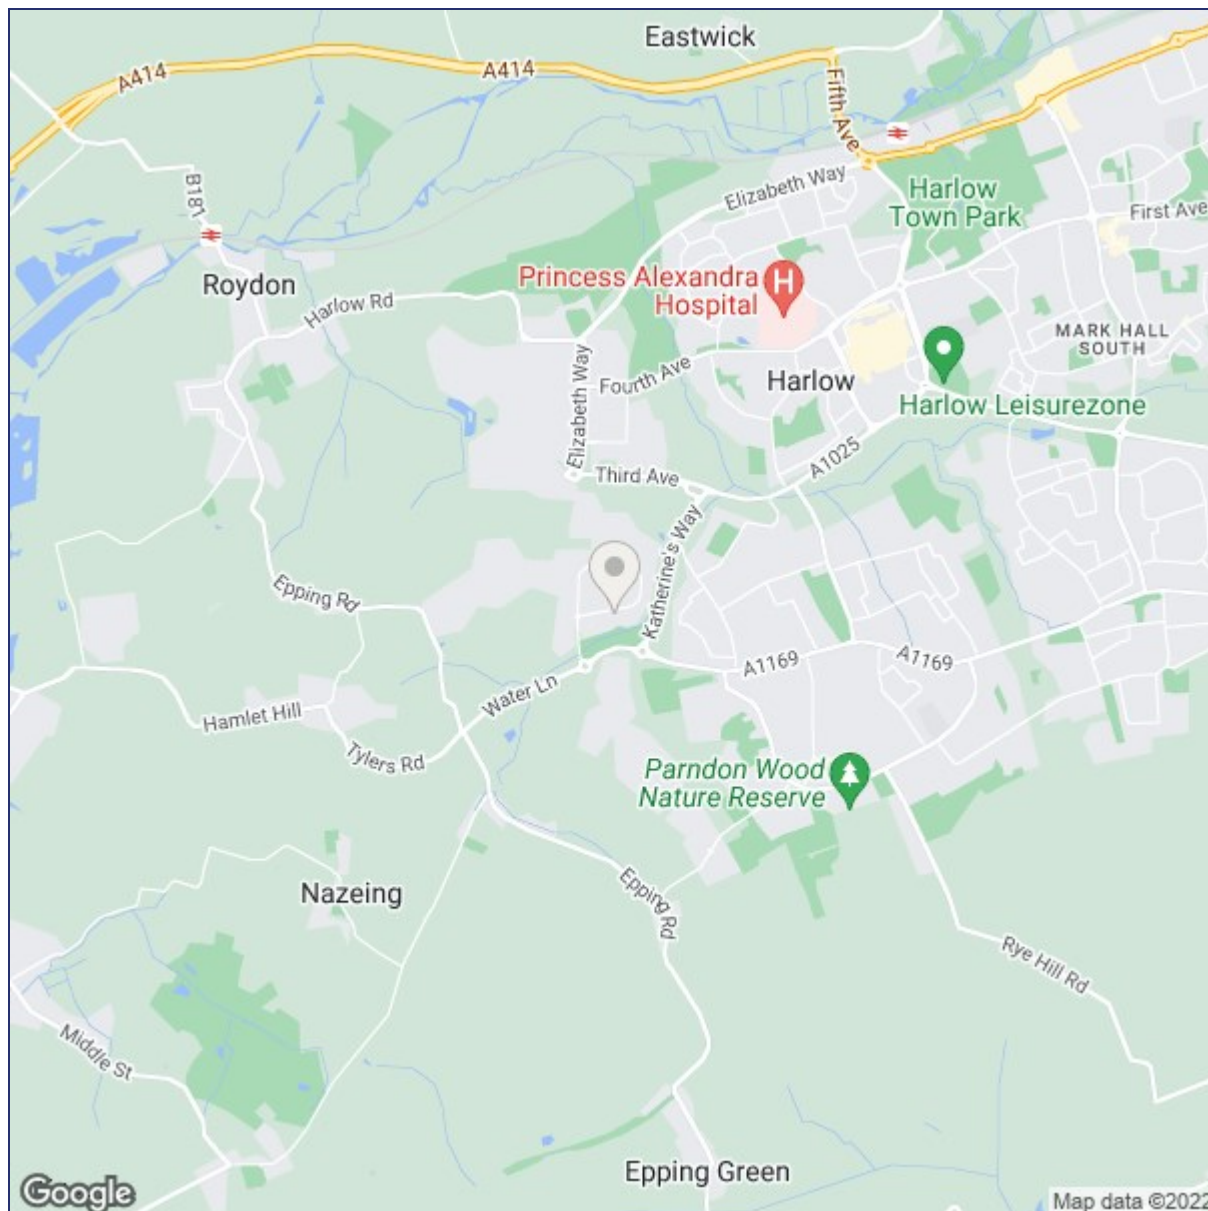 Eastwick
A414
A414
Fifth Ave
B181
Elizabeth Way
Harlow
Town Park
First Ave
Roydon
Princess Alexandra
Hospital
H
Harlow Rd
MARK HALL
SOUTH
Elizabeth Way
Fourth Ave
Harlow
Harlow Leisurezone
A1025
Third Ave
Katherine's Way
Epping Rd
A1169
A1169
Water Ln
Hamlet Hill
Tylers Rd
Parndon Wood
Nature Reserve
Nazeing
Epping Rd
Rye Hill Rd
Middle St
Epping Green
Google
Map data ©2022